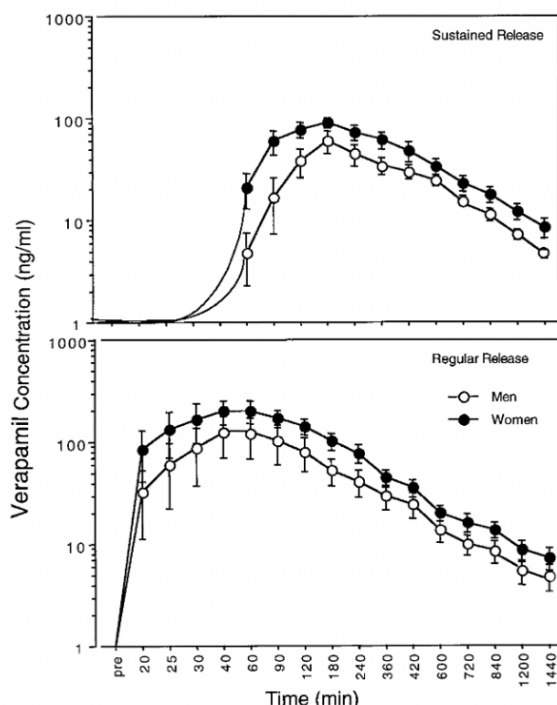 1000
Sustained Release
100
10
1
Verapamil Concentration (ng/ml)
1000
Regular Release
Men
Women
100
10
1
pre 20 25 30 40 60 90 120 180 240 360 420 600 720 840 1200 1440
Time (min)